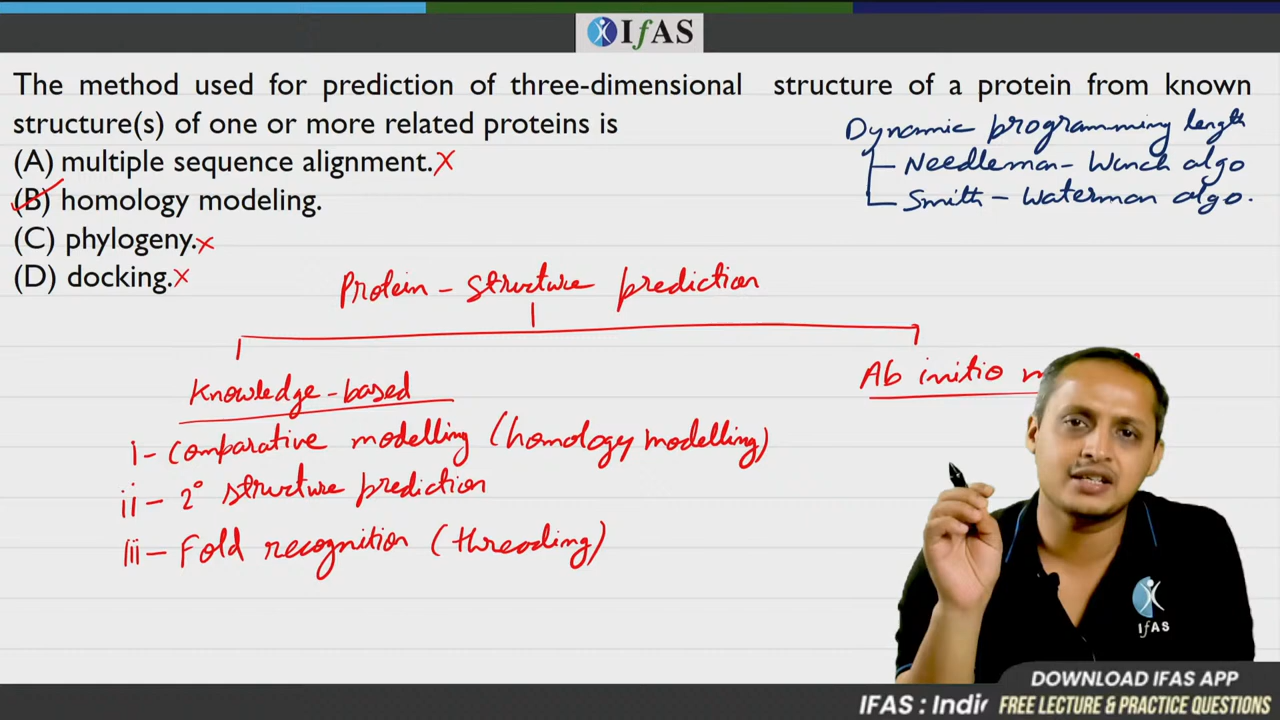 IfAS
The method used for prediction of three-dimensional structure of a protein from known
structure(s) of one or more related proteins is
Dynamic programming length
(A) multiple sequence alignment. x
Needleman - Wunch algo
(B) homology modeling.
Smith - Waterman algo.
(C) phylogeny. x
(D) docking. x
Protein - structure prediction
Knowledge - based
Ab initio
i - Comparative modelling (homology modelling)
ii - 2° structure prediction
iii - Fold recognition (threading)
IfAS
DOWNLOAD IFAS APP
IFAS : Indi
FREE LECTURE & PRACTICE QUESTIONS